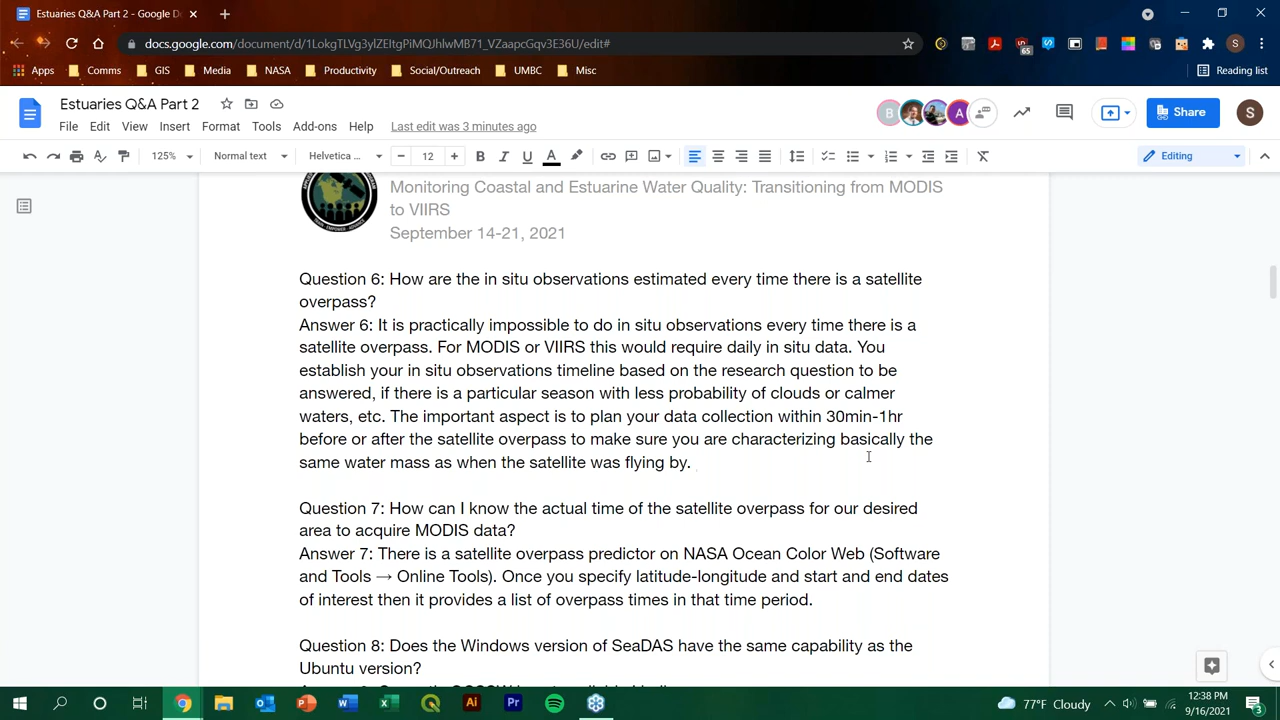 Estuaries Q&A Part 2 - Google D
docs.google.com/document/d/1LokgTLVg3ylZEItgPiMQJhlwMB71_VZaapcGqv3E36U/edit#
Apps Comms GIS Media NASA Productivity Social/Outreach UMBC Misc Reading list
Estuaries Q&A Part 2
B A Share S
File Edit View Insert Format Tools Add-ons Help Last edit was 3 minutes ago
125% Normal text Helvetica ... 12 Editing
Monitoring Coastal and Estuarine Water Quality: Transitioning from MODIS
to VIIRS
September 14-21, 2021
Question 6: How are the in situ observations estimated every time there is a satellite
overpass?
Answer 6: It is practically impossible to do in situ observations every time there is a
satellite overpass. For MODIS or VIIRS this would require daily in situ data. You
establish your in situ observations timeline based on the research question to be
answered, if there is a particular season with less probability of clouds or calmer
waters, etc. The important aspect is to plan your data collection within 30min-1hr
before or after the satellite overpass to make sure you are characterizing basically the
same water mass as when the satellite was flying by.
Question 7: How can I know the actual time of the satellite overpass for our desired
area to acquire MODIS data?
Answer 7: There is a satellite overpass predictor on NASA Ocean Color Web (Software
and Tools → Online Tools). Once you specify latitude-longitude and start and end dates
of interest then it provides a list of overpass times in that time period.
Question 8: Does the Windows version of SeaDAS have the same capability as the
Ubuntu version?
77°F Cloudy
12:38 PM
9/16/2021